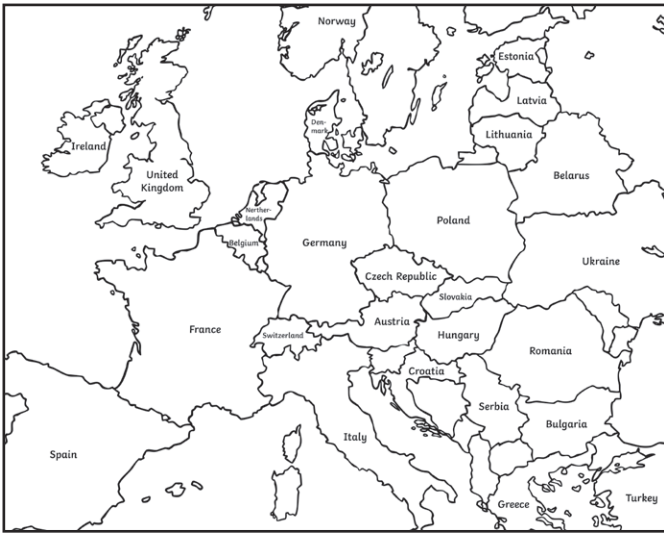 Norway
Estonia
Latvia
Den-
mark
Lithuania
Ireland
United
Kingdom
Belarus
Nerther-
lands
Poland
Belgium
Germany
Ukraine
Czech Republic
Slovakia
Austria
France
Switzerland
Hungary
Romania
Croatia
Serbia
Bulgaria
Italy
Spain
Greece
Turkey